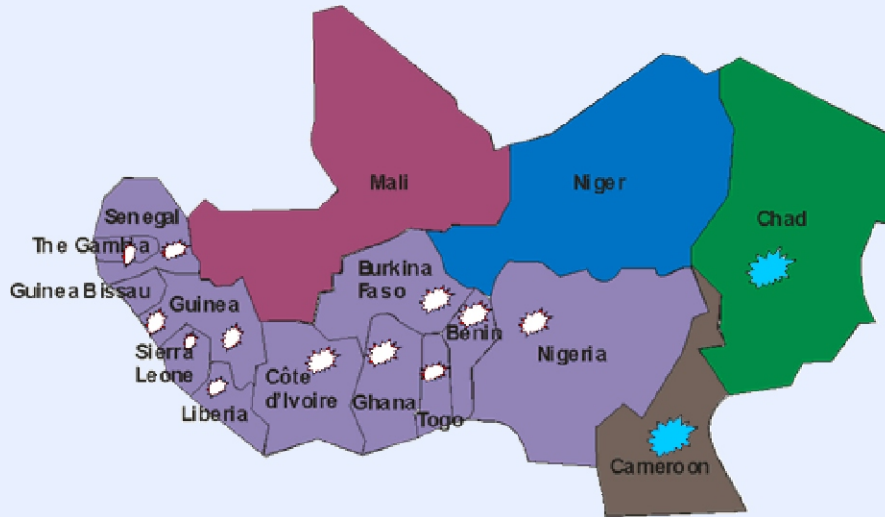 Mali
Niger
Chad
Senegal
The Gambia
Guinea Bissau
Guinea
Burkina
Faso
Benin
Nigeria
Sierra
Leone
Liberia
Côte
d'Ivoire
Ghana
Togo
Cameroon